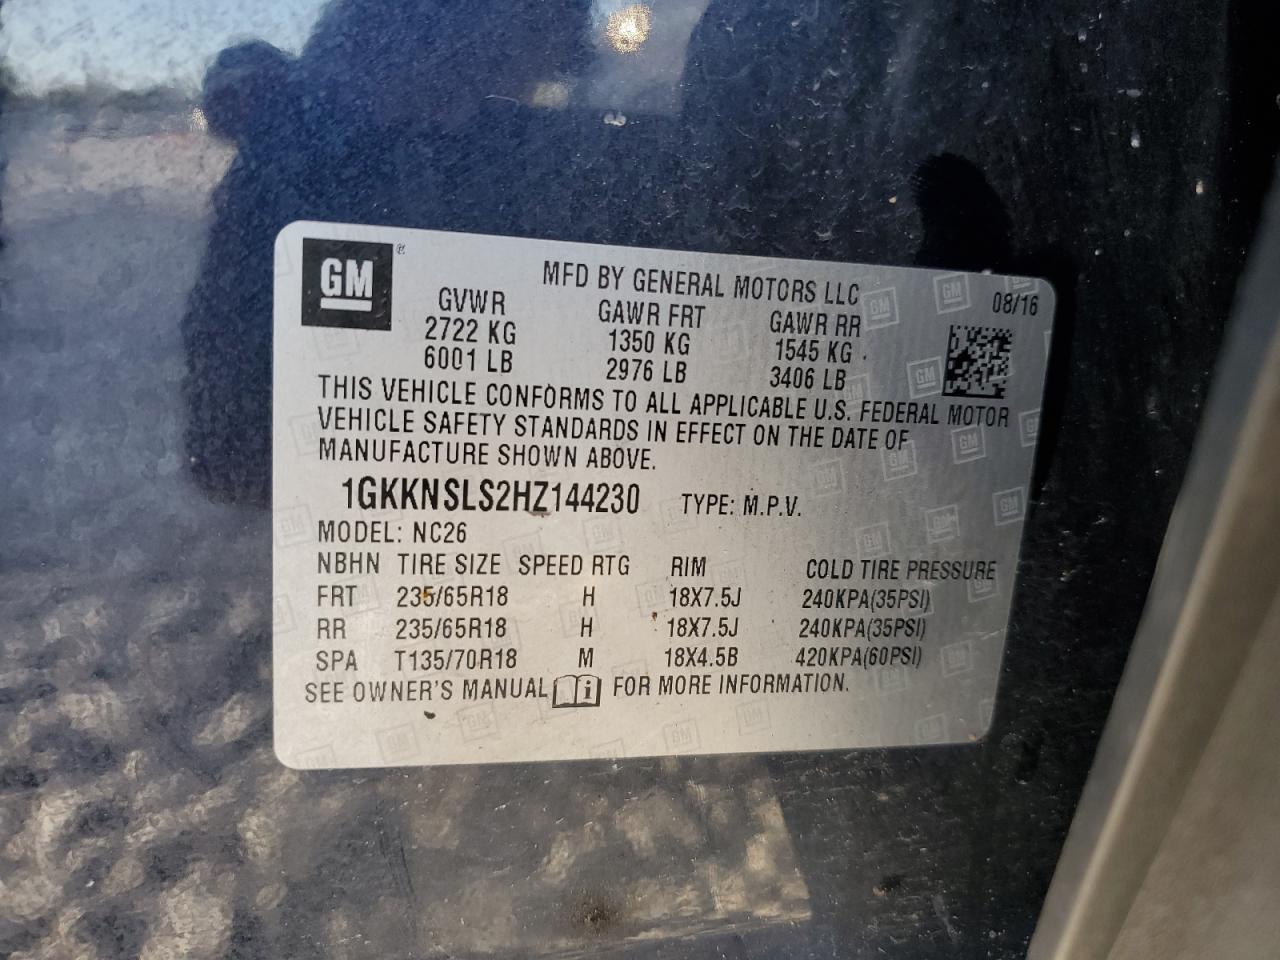 GM ®
MFD BY GENERAL MOTORS LLC
08/16
GVWR GAWR FRT GAWR RR
2722 KG 1350 KG 1545 KG
6001 LB 2976 LB 3406 LB
THIS VEHICLE CONFORMS TO ALL APPLICABLE U.S. FEDERAL MOTOR
VEHICLE SAFETY STANDARDS IN EFFECT ON THE DATE OF
MANUFACTURE SHOWN ABOVE.
1GKKNSLS2HZ144230 TYPE: M.P.V.
MODEL: NC26
NBHN TIRE SIZE SPEED RTG RIM COLD TIRE PRESSURE
FRT 235/65R18 H 18X7.5J 240KPA(35PSI)
RR 235/65R18 H 18X7.5J 240KPA(35PSI)
SPA T135/70R18 M 18X4.5B 420KPA(60PSI)
SEE OWNER'S MANUAL i FOR MORE INFORMATION.